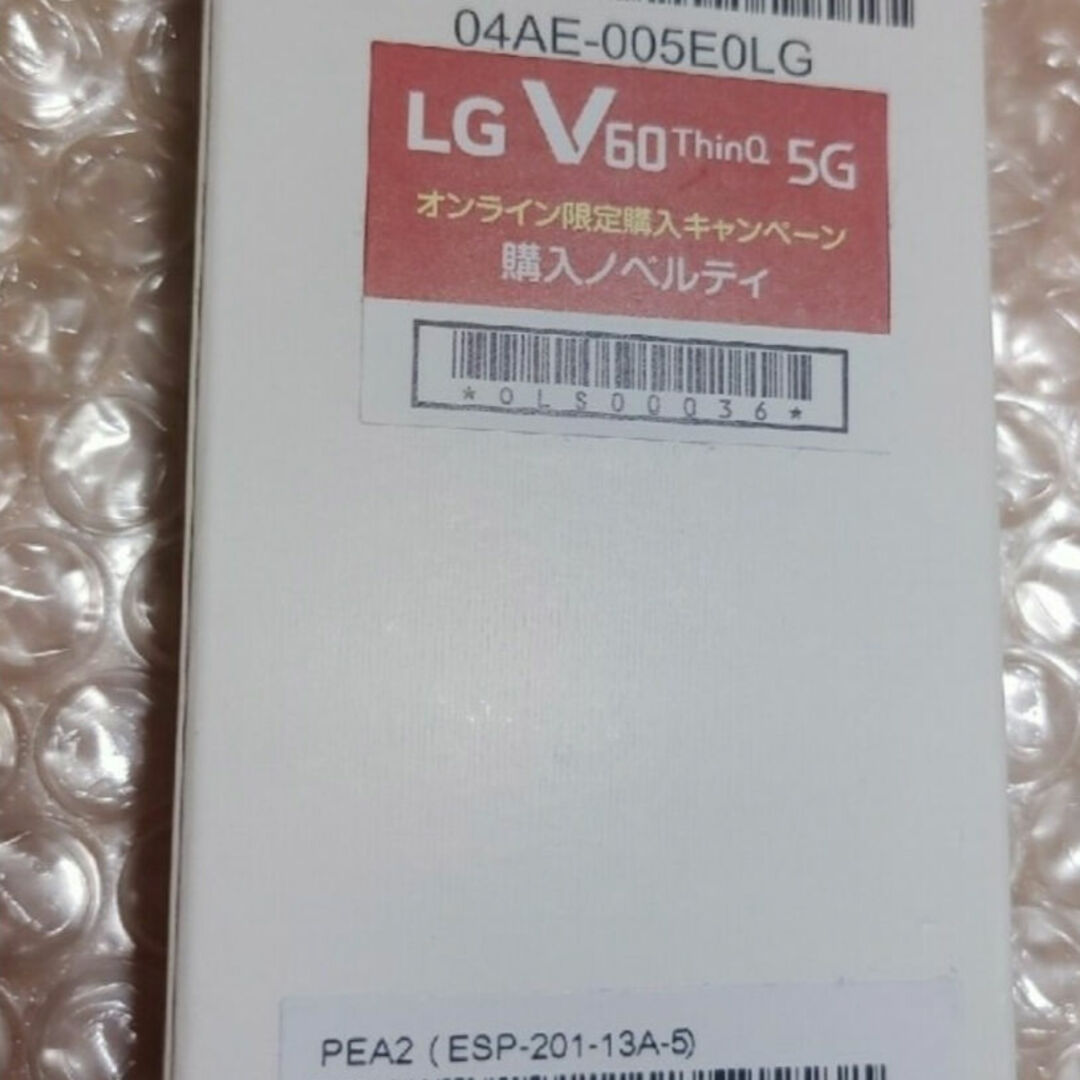 04AE-005E0LG
LG V60 ThinQ 5G
オンライン限定購入キャンペーン
購入ノベルティ
*OLS00036*
PEA2 (ESP-201-13A-5)